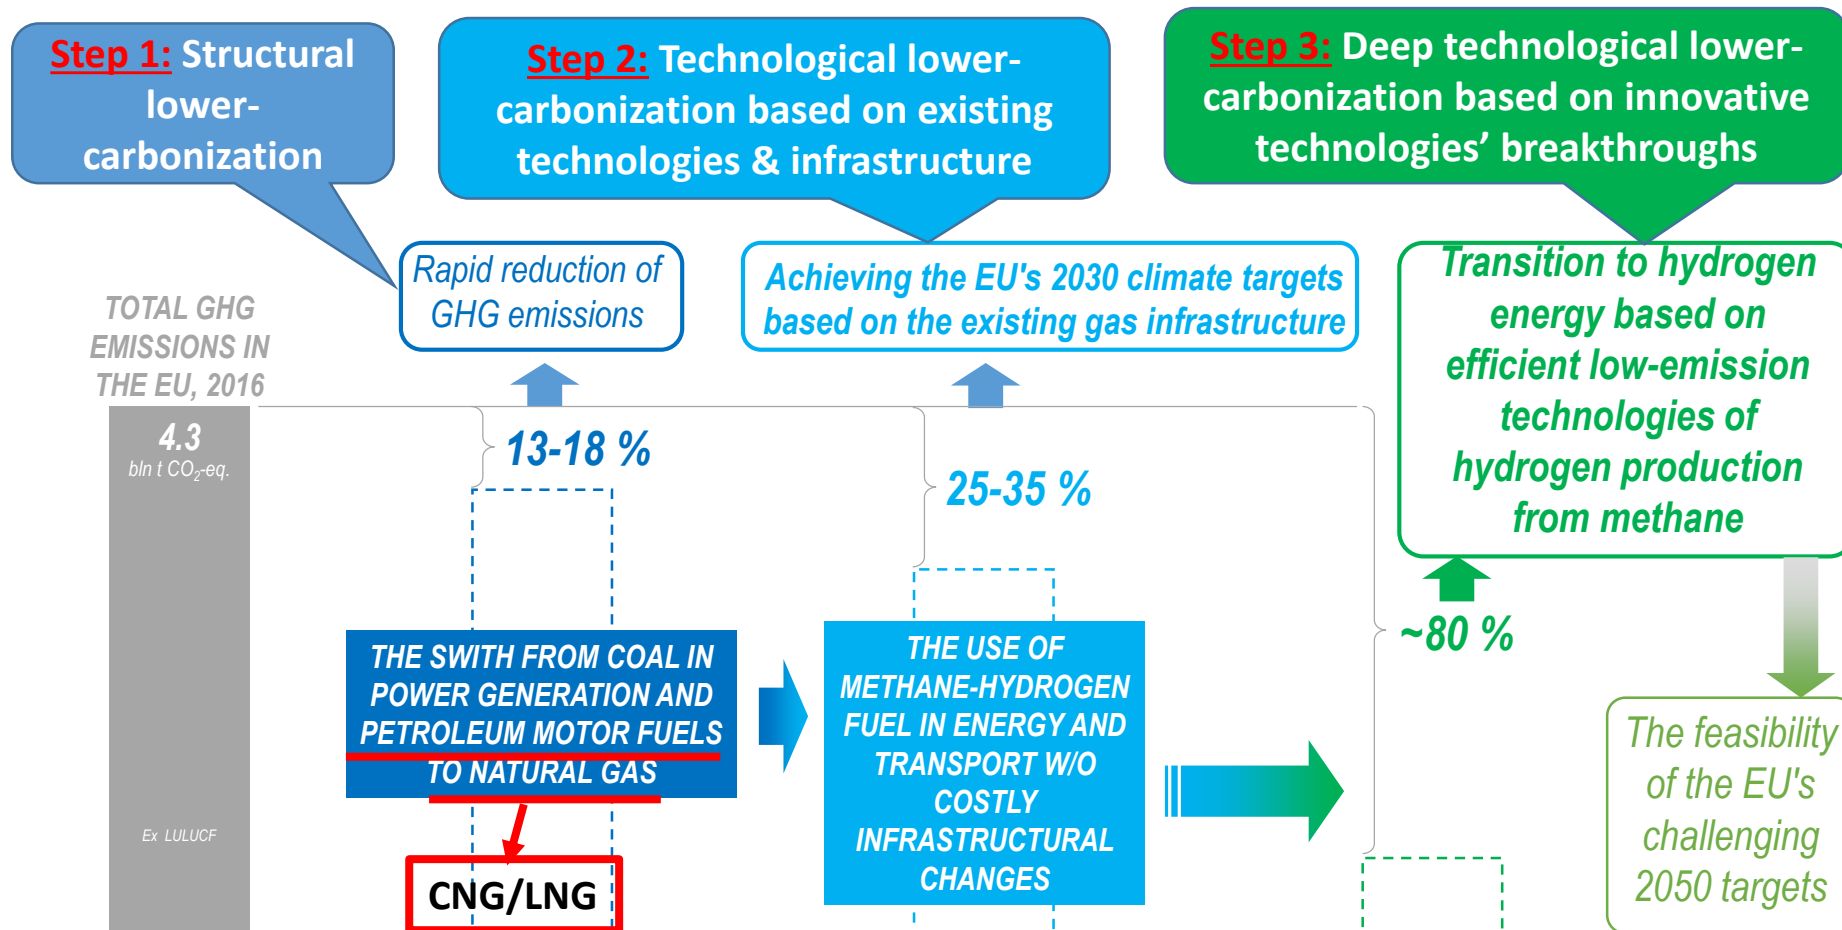 Step 1: Structural
lower-
carbonization
Step 2: Technological lower-
carbonization based on existing
technologies & infrastructure
Step 3: Deep technological lower-
carbonization based on innovative
technologies’ breakthroughs
Rapid reduction of
GHG emissions
Achieving the EU's 2030 climate targets
based on the existing gas infrastructure
Transition to hydrogen
energy based on
efficient low-emission
technologies of
hydrogen production
from methane
TOTAL GHG
EMISSIONS IN
THE EU, 2016
4.3
bln t CO₂-eq.
Ex LULUCF
13-18 %
25-35 %
~80 %
THE SWITH FROM COAL IN
POWER GENERATION AND
PETROLEUM MOTOR FUELS
TO NATURAL GAS
CNG/LNG
THE USE OF
METHANE-HYDROGEN
FUEL IN ENERGY AND
TRANSPORT W/O
COSTLY
INFRASTRUCTURAL
CHANGES
The feasibility
of the EU's
challenging
2050 targets